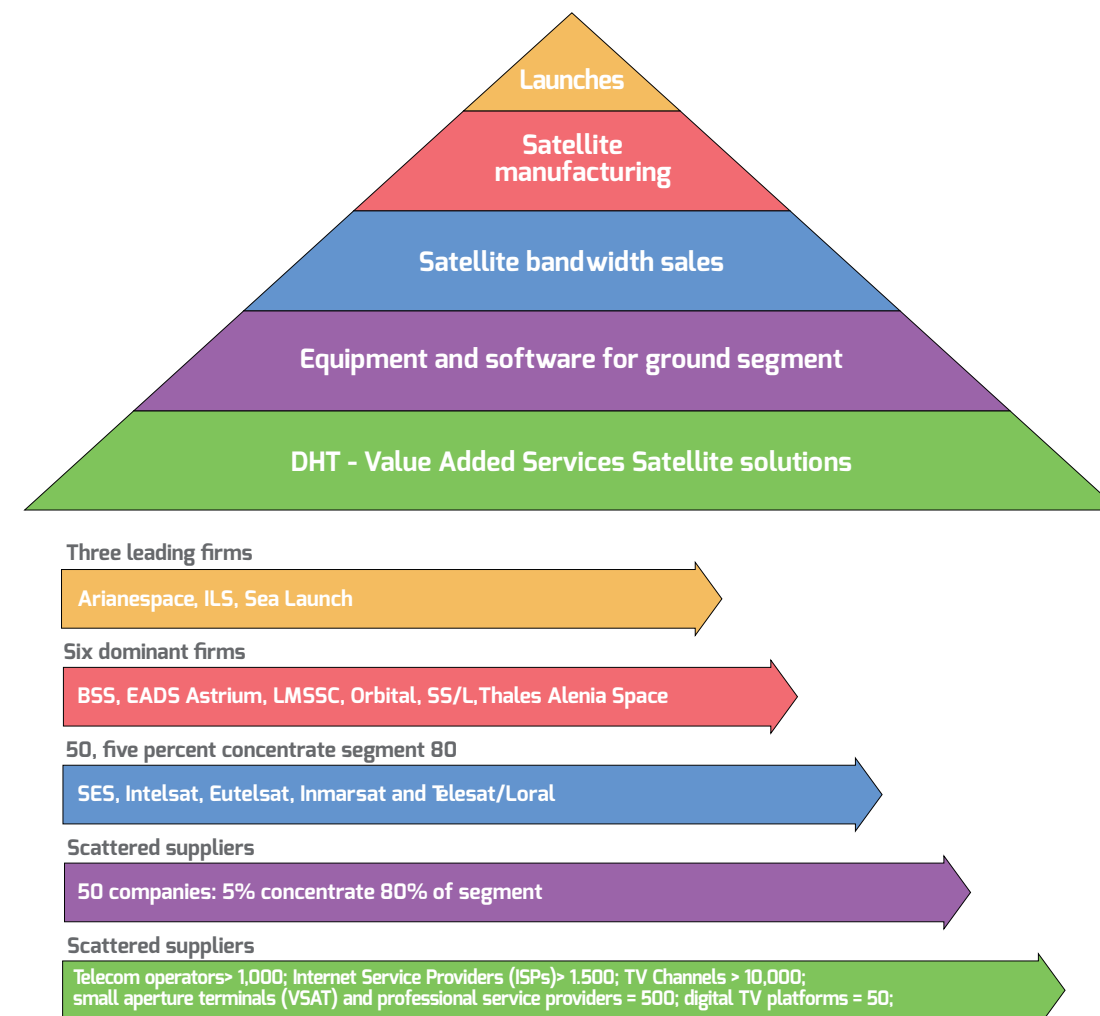 Launches
Satellite
manufacturing
Satellite bandwidth sales
Equipment and software for ground segment
DHT - Value Added Services Satellite solutions
Three leading firms
Arianespace, ILS, Sea Launch
Six dominant firms
BSS, EADS Astrium, LMSSC, Orbital, SS/L,Thales Alenia Space
50, five percent concentrate segment 80
SES, Intelsat, Eutelsat, Inmarsat and Telesat/Loral
Scattered suppliers
50 companies: 5% concentrate 80% of segment
Scattered suppliers
Telecom operators> 1,000; Internet Service Providers (ISPs)> 1.500; TV Channels > 10,000;
small aperture terminals (VSAT) and professional service providers = 500; digital TV platforms = 50;